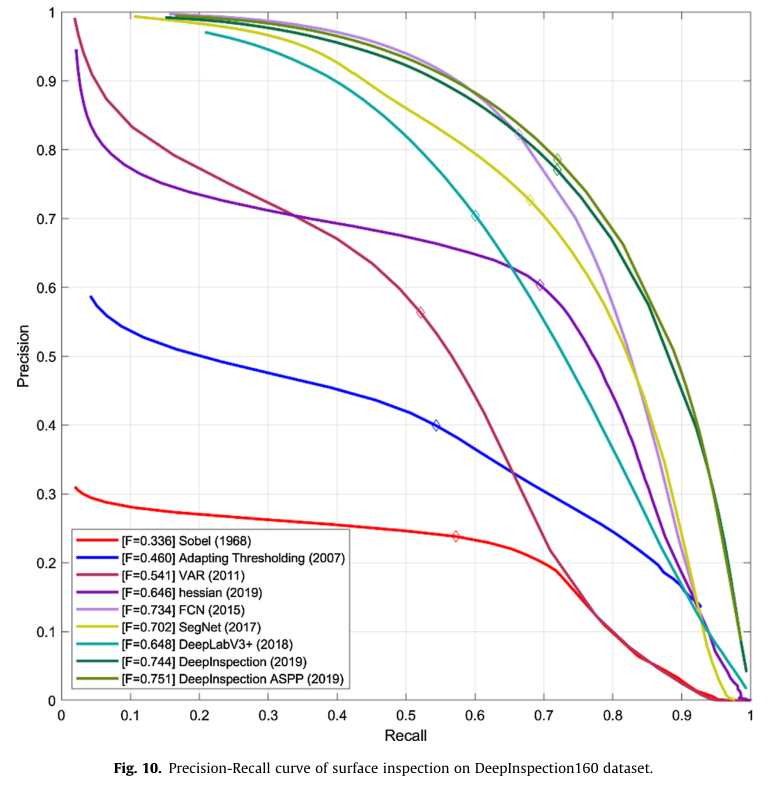 1
0.9
0.8
0.7
0.6
0.5
0.4
0.3
0.2
0.1
0
Precision
[F=0.336] Sobel (1968)
[F=0.460] Adapting Thresholding (2007)
[F=0.541] VAR (2011)
[F=0.646] hessian (2019)
[F=0.734] FCN (2015)
[F=0.702] SegNet (2017)
[F=0.648] DeepLabV3+ (2018)
[F=0.744] DeepInspection (2019)
[F=0.751] DeepInspection ASPP (2019)
0 0.1 0.2 0.3 0.4 0.5 0.6 0.7 0.8 0.9 1
Recall
Fig. 10. Precision-Recall curve of surface inspection on DeepInspection160 dataset.